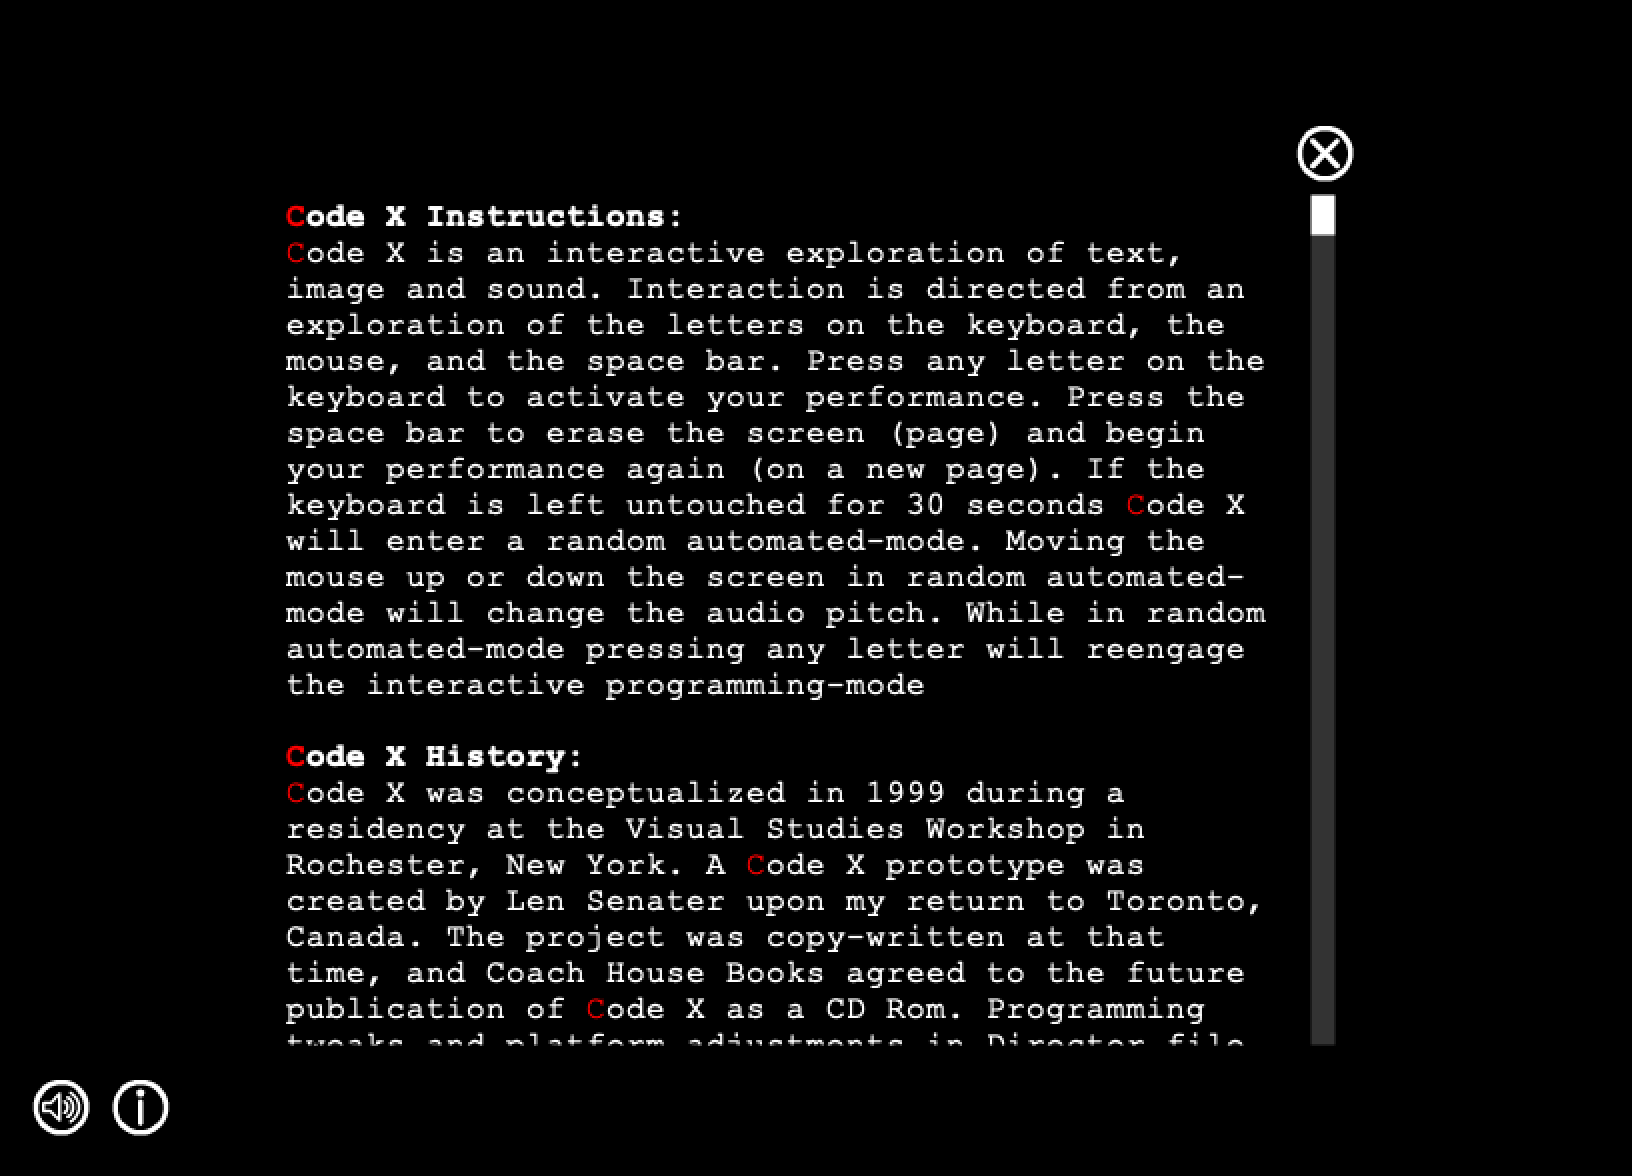 Code X Instructions:
Code X is an interactive exploration of text,
image and sound. Interaction is directed from an
exploration of the letters on the keyboard, the
mouse, and the space bar. Press any letter on the
keyboard to activate your performance. Press the
space bar to erase the screen (page) and begin
your performance again (on a new page). If the
keyboard is left untouched for 30 seconds Code X
will enter a random automated-mode. Moving the
mouse up or down the screen in random automated-
mode will change the audio pitch. While in random
automated-mode pressing any letter will reengage
the interactive programming-mode
Code X History:
Code X was conceptualized in 1999 during a
residency at the Visual Studies Workshop in
Rochester, New York. A Code X prototype was
created by Len Senater upon my return to Toronto,
Canada. The project was copy-written at that
time, and Coach House Books agreed to the future
publication of Code X as a CD Rom. Programming
tweaks and platform adjustments in Director file